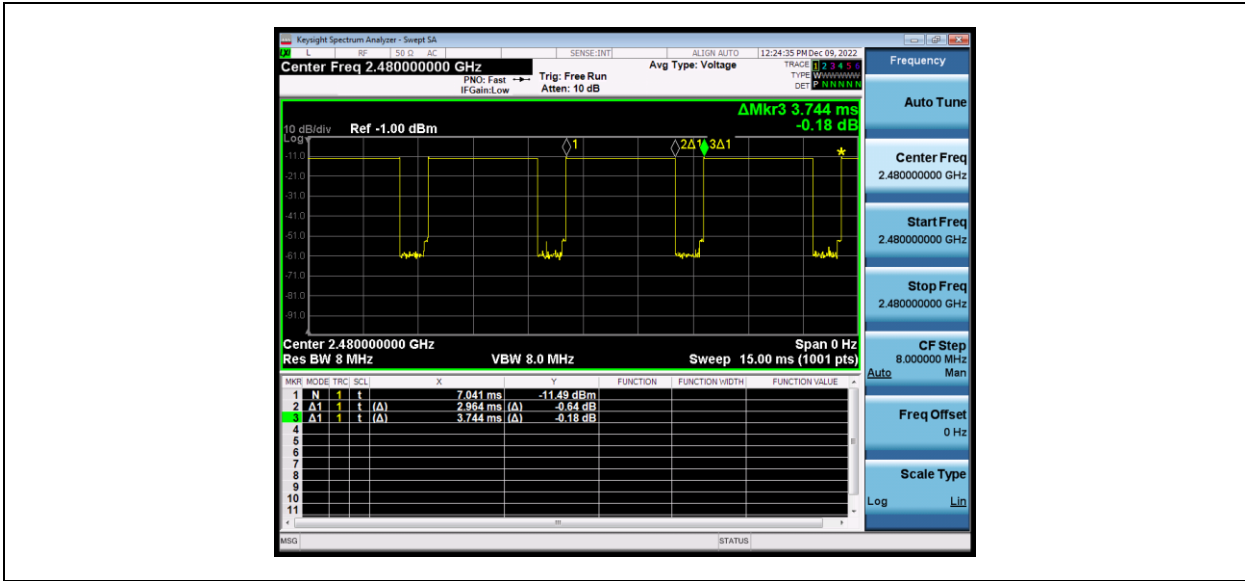 Keysight Spectrum Analyzer - Swept SA
LXI L RF 50 Ω AC SENSE:INT ALIGN AUTO 12:24:35 PM Dec 09, 2022
Center Freq 2.480000000 GHz
PNO: Fast
IFGain:Low
Trig: Free Run
Atten: 10 dB
Avg Type: Voltage
TRACE 1 2 3 4 5 6
TYPE WWWWWW
DET P N N N N N
ΔMkr3 3.744 ms
-0.18 dB
10 dB/div Ref -1.00 dBm
Log
1
2Δ1
3Δ1
*
-11.0
-21.0
-31.0
-41.0
-51.0
-61.0
-71.0
-81.0
-91.0
Center 2.480000000 GHz Span 0 Hz
Res BW 8 MHz VBW 8.0 MHz Sweep 15.00 ms (1001 pts)
MKR MODE TRC SCL X Y FUNCTION FUNCTION WIDTH FUNCTION VALUE
1 N 1 t 7.041 ms -11.49 dBm
2 Δ1 1 t (Δ) 2.964 ms (Δ) -0.64 dB
3 Δ1 1 t (Δ) 3.744 ms (Δ) -0.18 dB
4
5
6
7
8
9
10
11
MSG STATUS
Frequency
Auto Tune
Center Freq
2.480000000 GHz
Start Freq
2.480000000 GHz
Stop Freq
2.480000000 GHz
CF Step
8.000000 MHz
Auto Man
Freq Offset
0 Hz
Scale Type
Log Lin